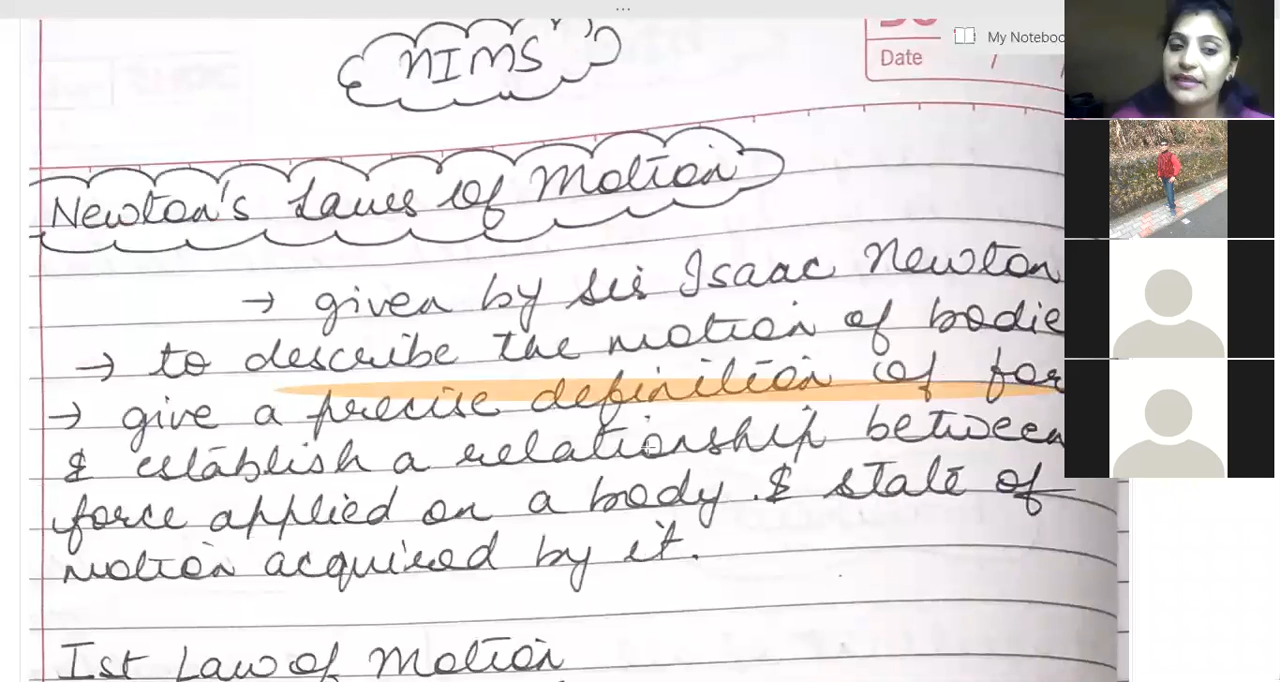 NIMS
My Noteboo
Date / /
Newton's Laws Of Motion
→ given by Sir Isaac Newton
→ to describe the motion of bodie
→ give a precise definition of for
& establish a relationship between
force applied on a body & state of
motion acquired by it.
Ist Law of Motion